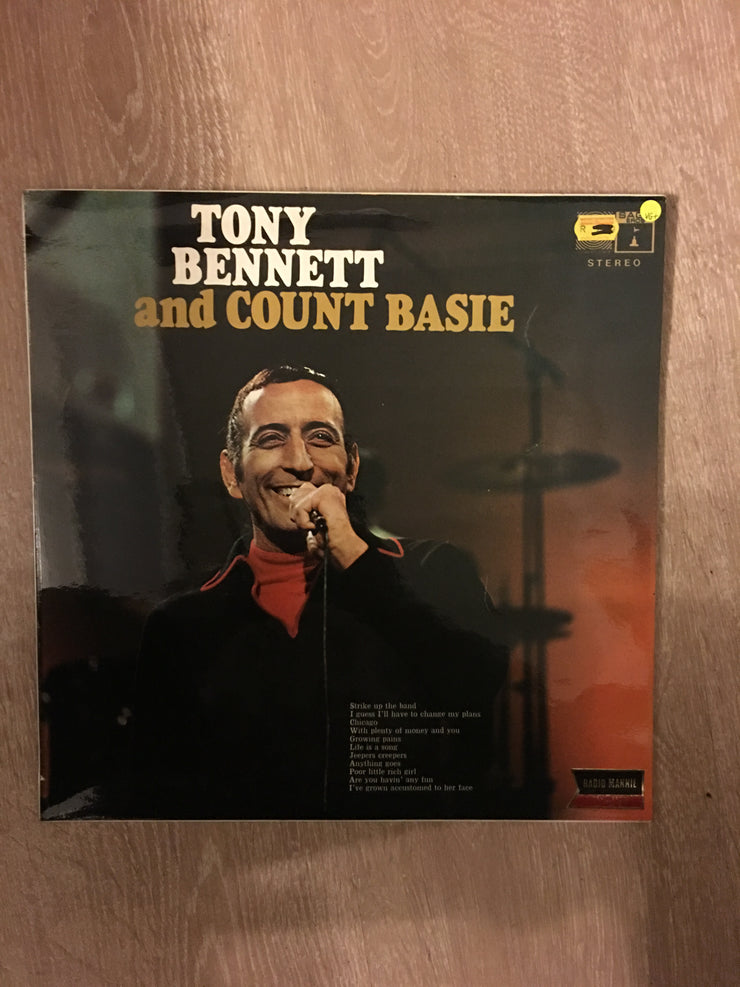 TONY
BENNETT
and COUNT BASIE
R
VG+
STEREO
Strike up the band
I guess I'll have to change my plans
Chicago
With plenty of money and you
Growing pains
Life is a song
Jeepers creepers
Anything goes
Poor little rich girl
Are you havin' any fun
I've grown accustomed to her face
RADIO MANNIE